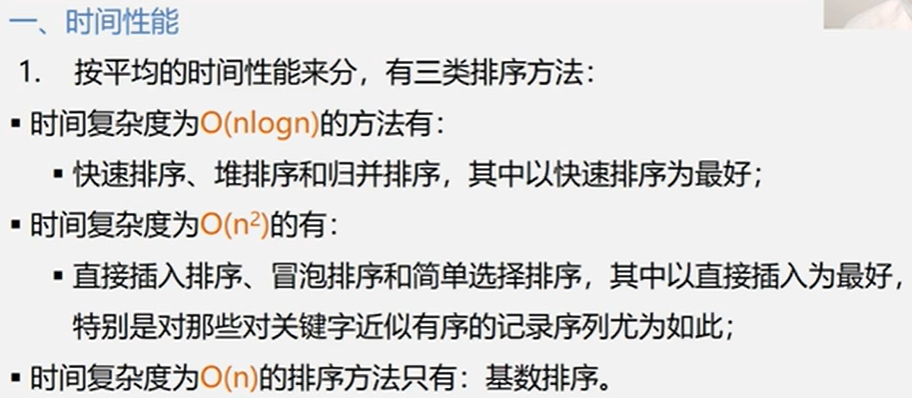 一、时间性能
1. 按平均的时间性能来分，有三类排序方法：
▪ 时间复杂度为O(nlogn)的方法有：
▪ 快速排序、堆排序和归并排序，其中以快速排序为最好；
▪ 时间复杂度为O(n²)的有：
▪ 直接插入排序、冒泡排序和简单选择排序，其中以直接插入为最好，
特别是对那些对关键字近似有序的记录序列尤为如此；
▪ 时间复杂度为O(n)的排序方法只有：基数排序。